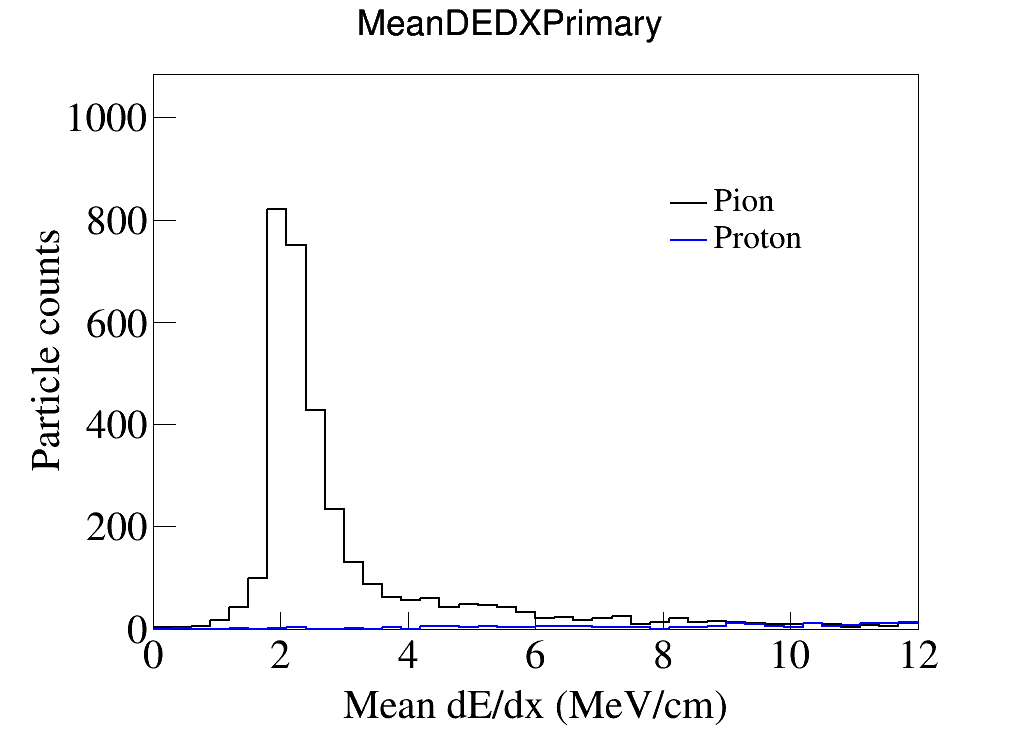 MeanDEDXPrimary
1000
800
600
400
200
0
Particle counts
Pion
Proton
0 2 4 6 8 10 12
Mean dE/dx (MeV/cm)